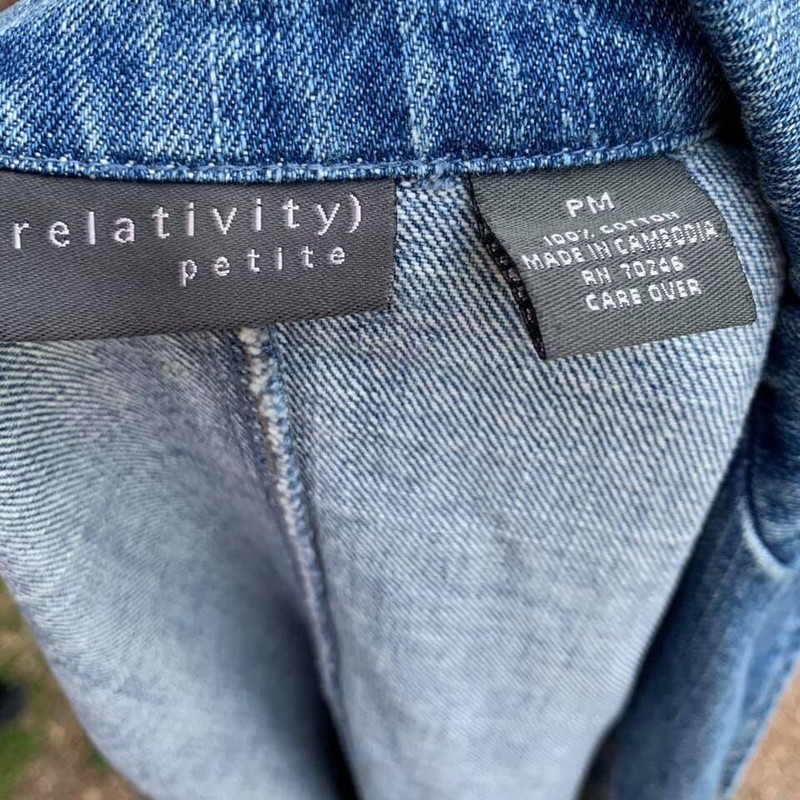 relativity)
petite
PM
100% COTTON
MADE IN CAMBODIA
RN 70246
CARE OVER